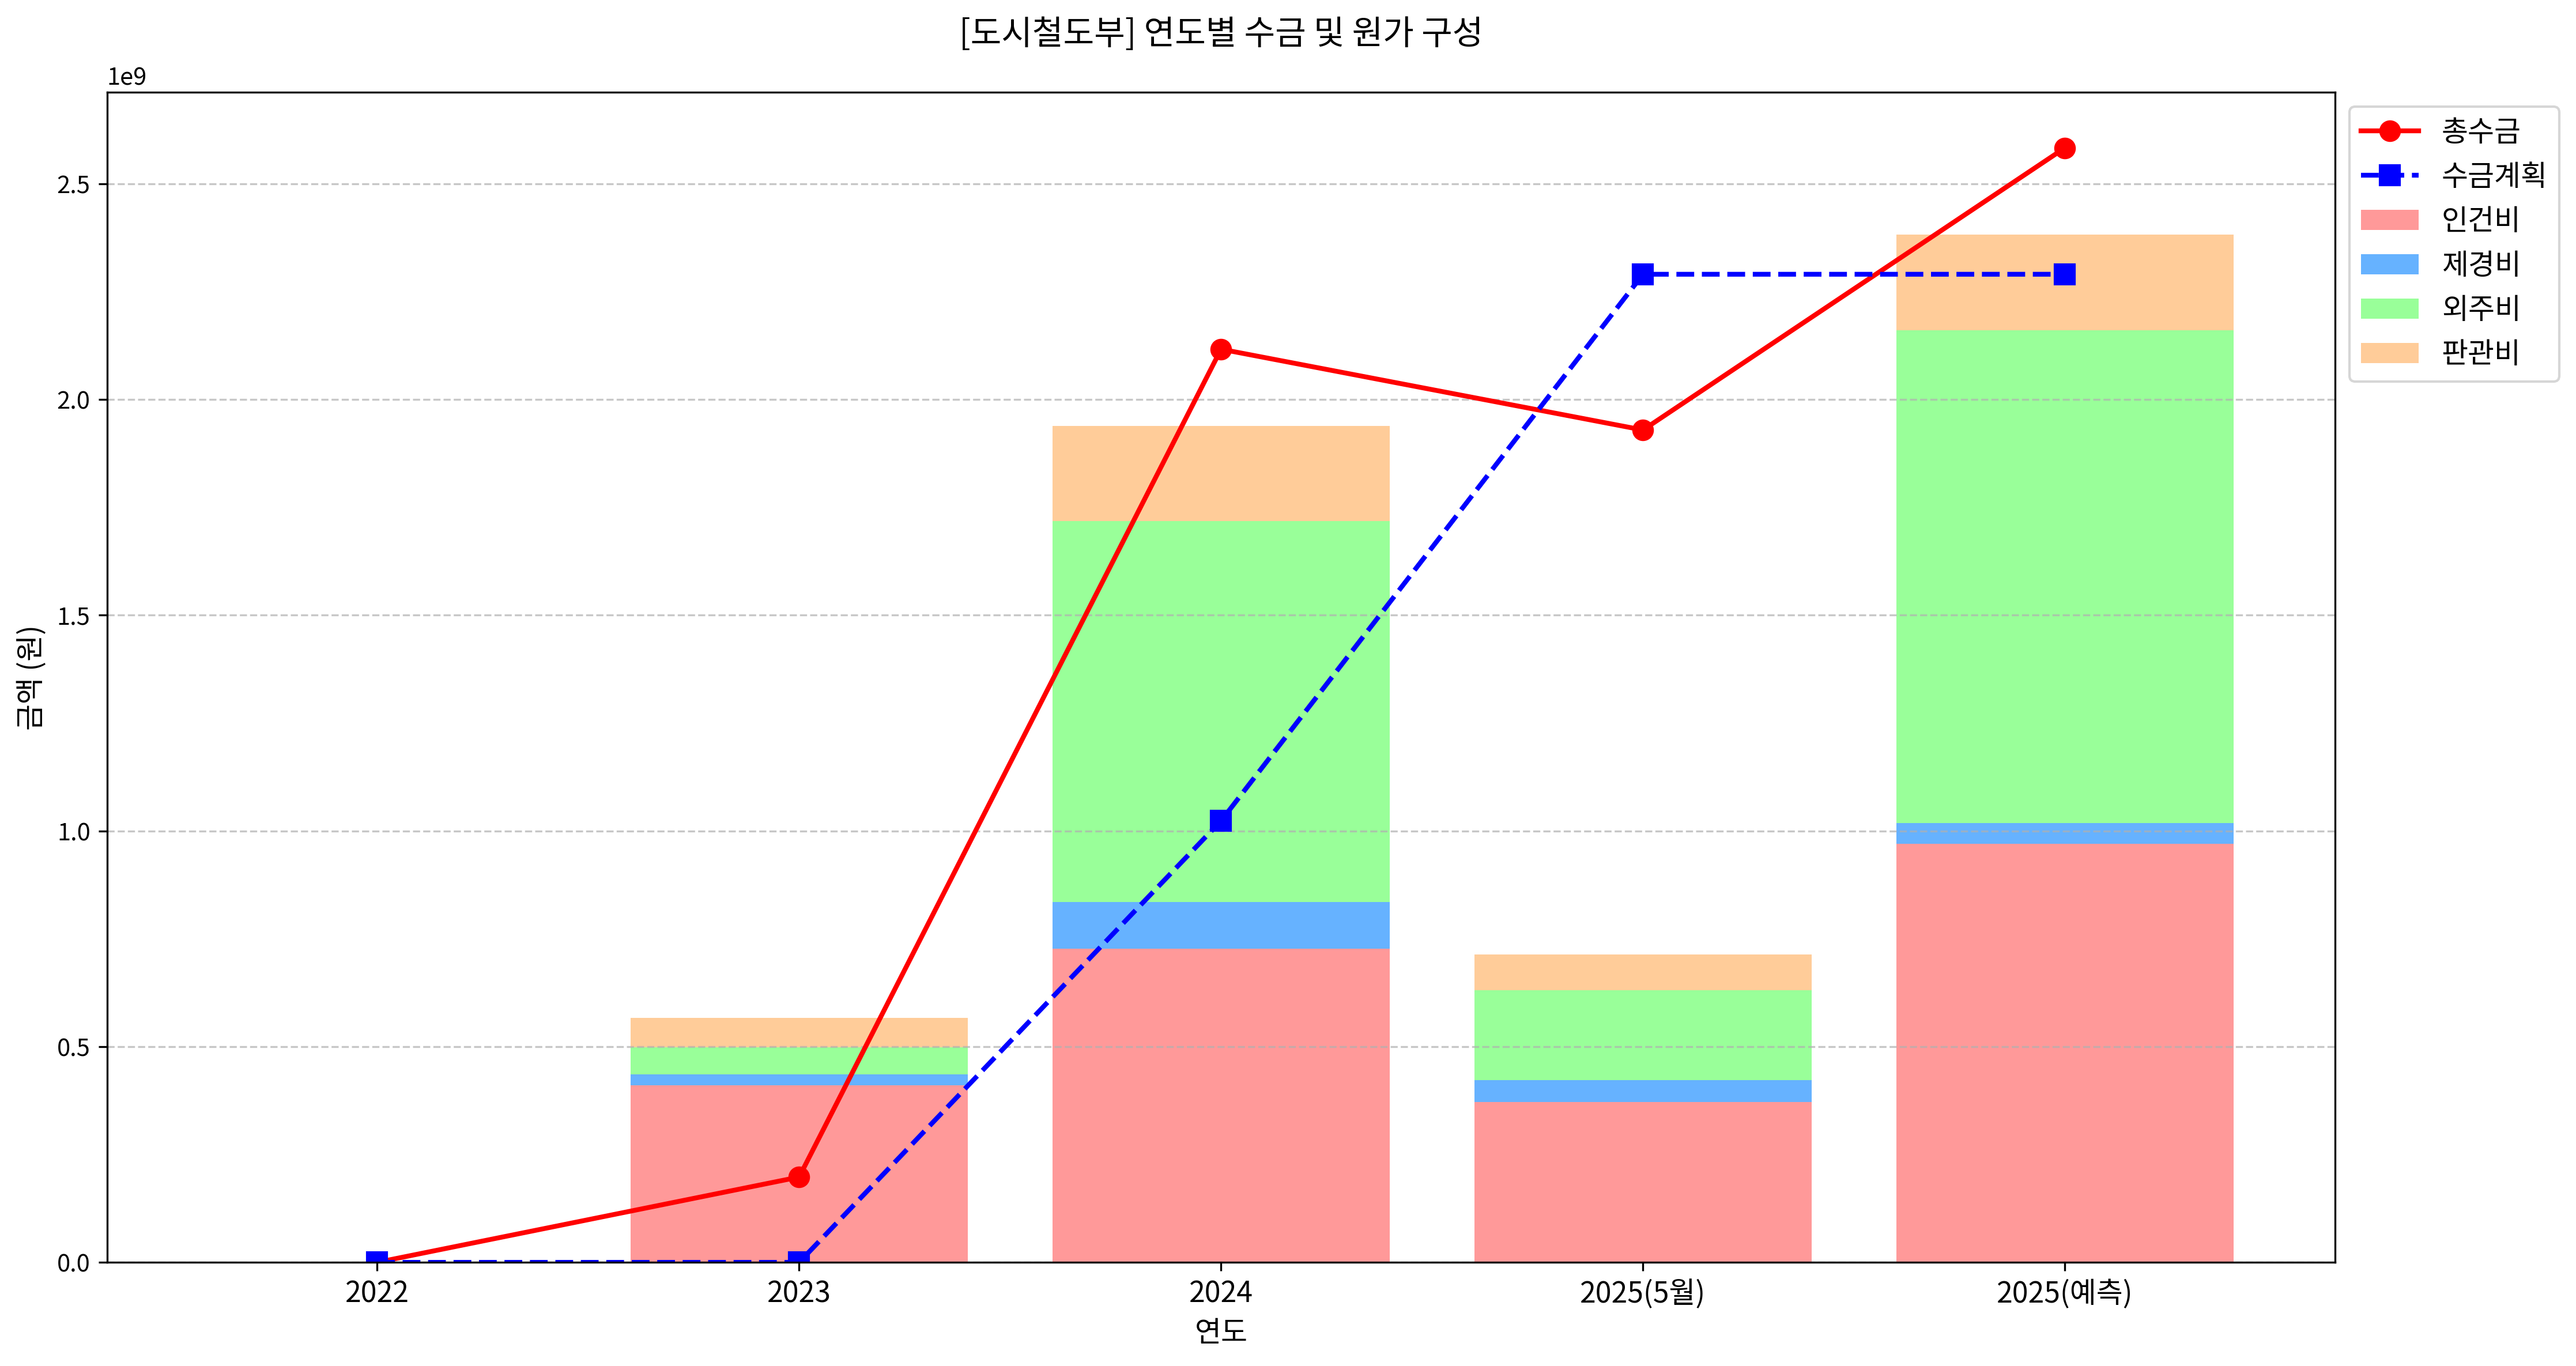 [도시철도부] 연도별 수금 및 원가 구성
1e9
2.5
2.0
1.5
1.0
0.5
0.0
금액 (원)
2022
2023
2024
2025(5월)
2025(예측)
연도
총수금
수금계획
인건비
제경비
외주비
판관비